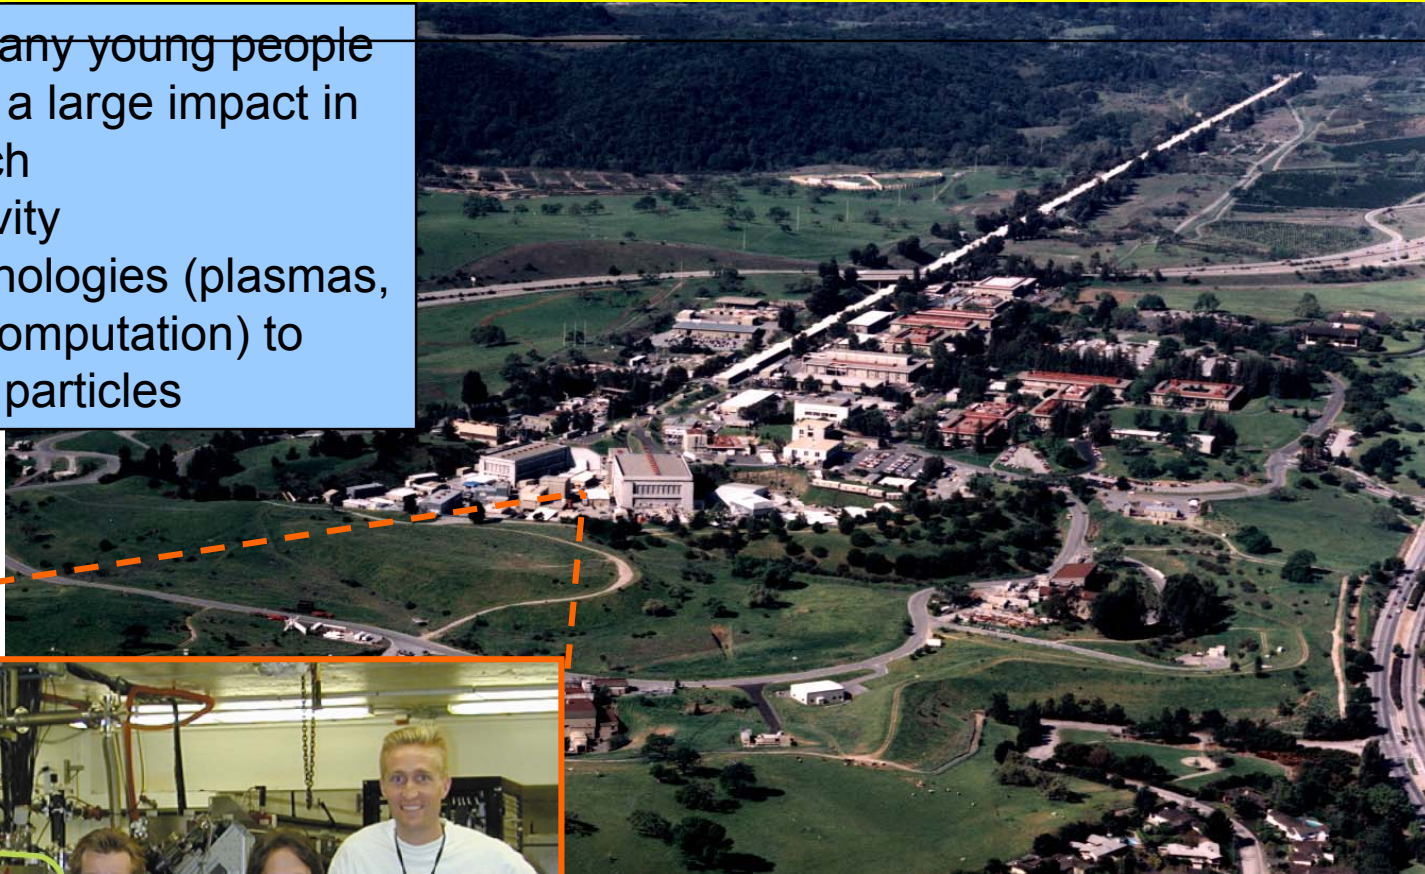 any young people
a large impact in
ch
vity
nologies (plasmas,
omputation) to
particles